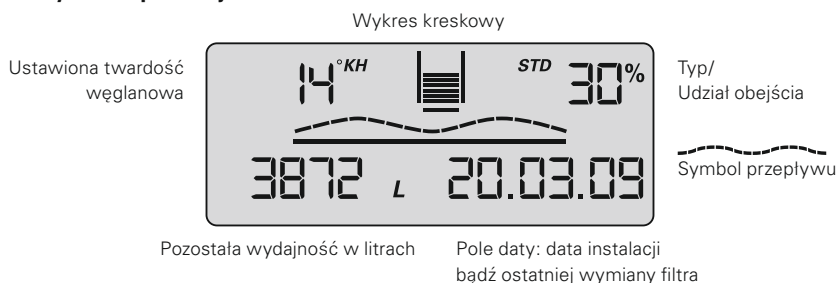 Wykres kreskowy
Ustawiona twardość
węglanowa
14 °KH
STD 30%
Typ/
Udział obejścia
Symbol przepływu
3872 L 20.03.09
Pozostała wydajność w litrach
Pole daty: data instalacji
bądź ostatniej wymiany filtra